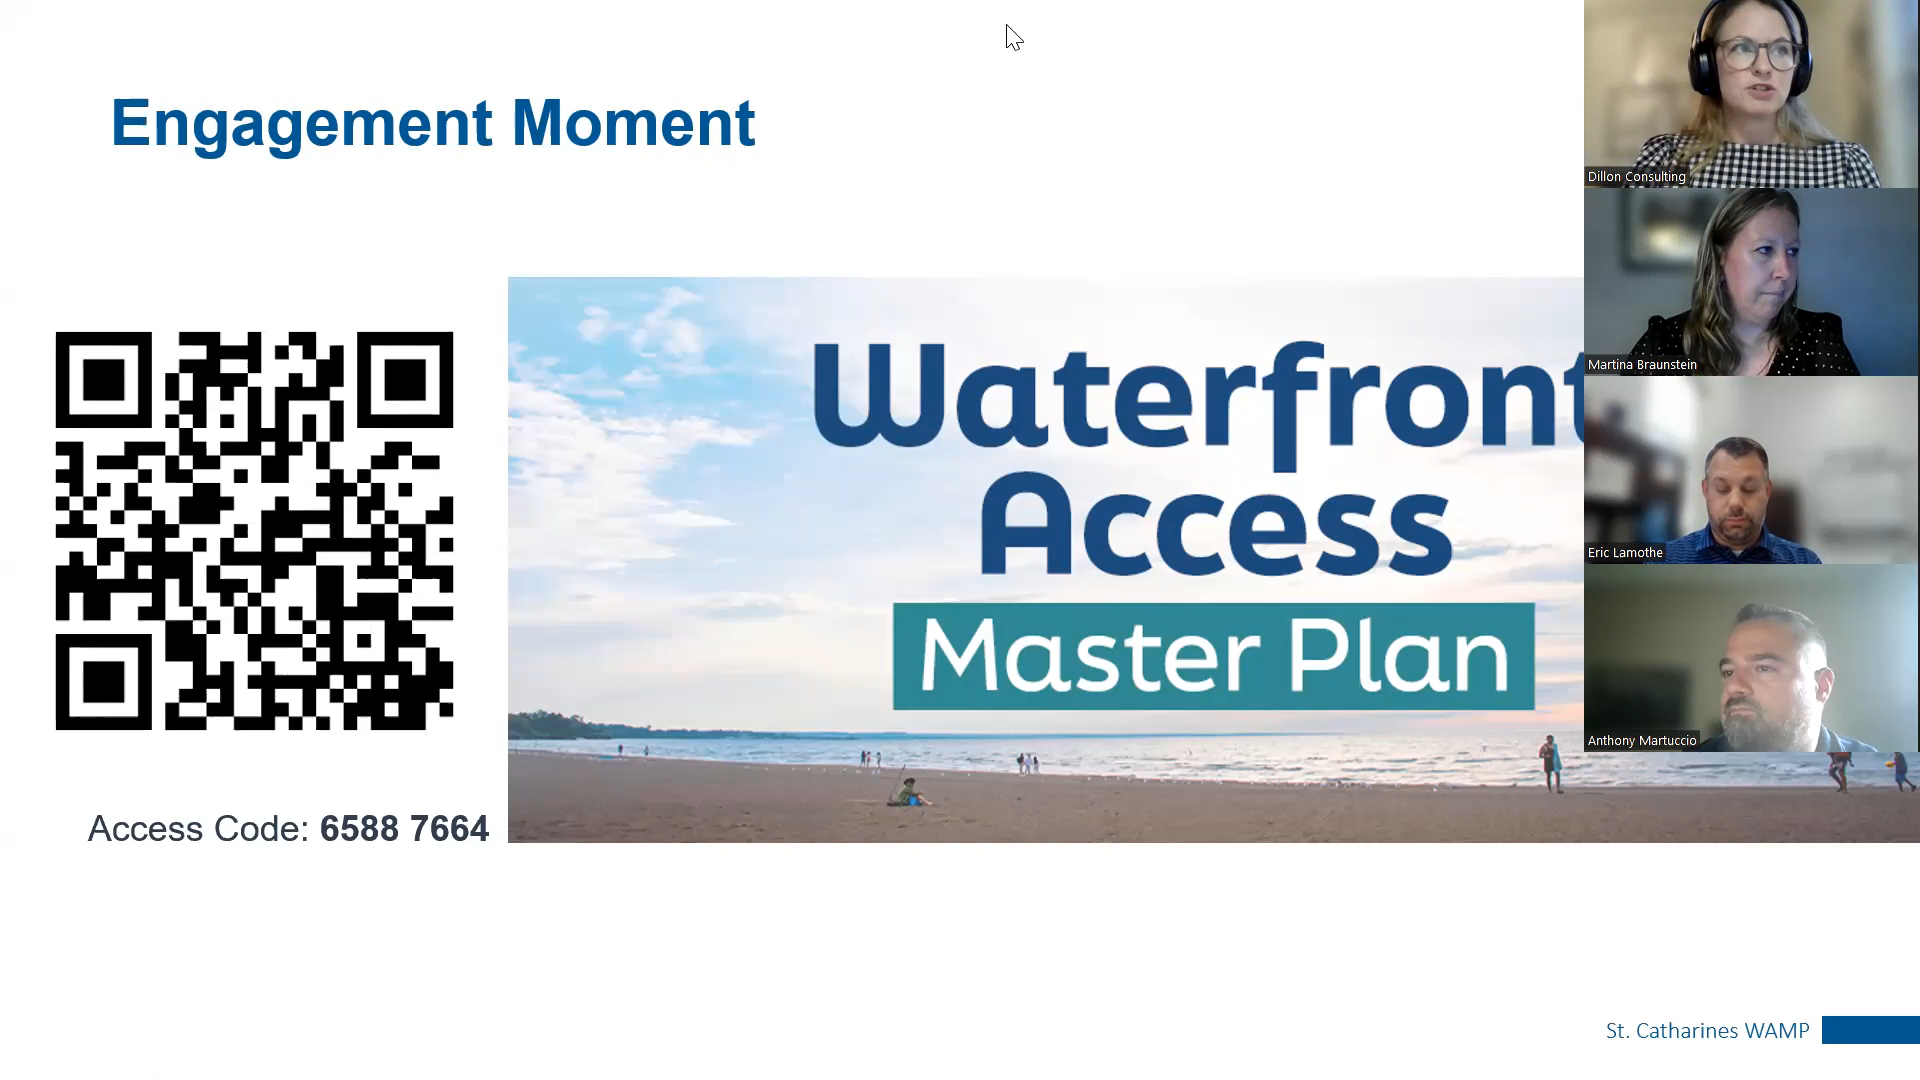 Engagement Moment
Waterfront
Access
Master Plan
Access Code: 6588 7664
Dillon Consulting
Martina Braunstein
Eric Lamothe
Anthony Martuccio
St. Catharines WAMP